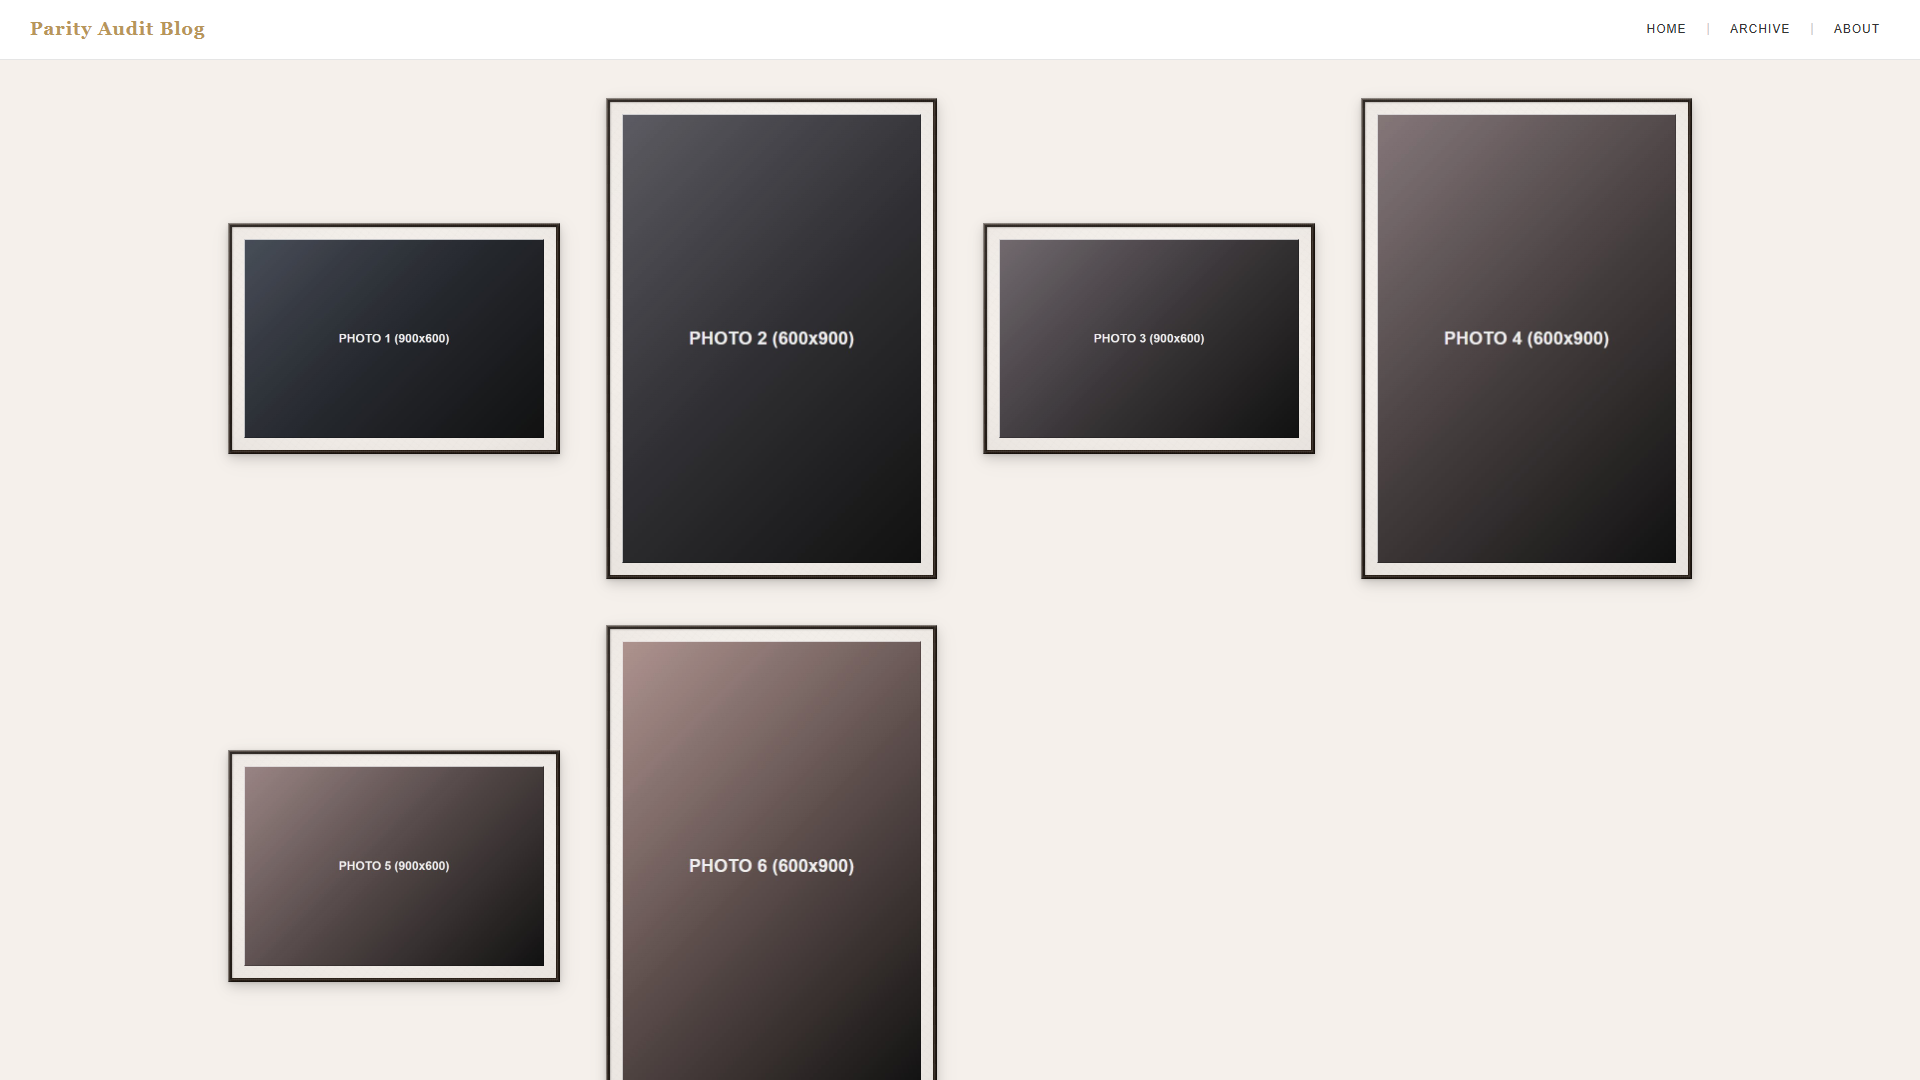 Parity Audit Blog
HOME
ARCHIVE
ABOUT
PHOTO 1 (900x600)
PHOTO 2 (600x900)
PHOTO 3 (900x600)
PHOTO 4 (600x900)
PHOTO 5 (900x600)
PHOTO 6 (600x900)